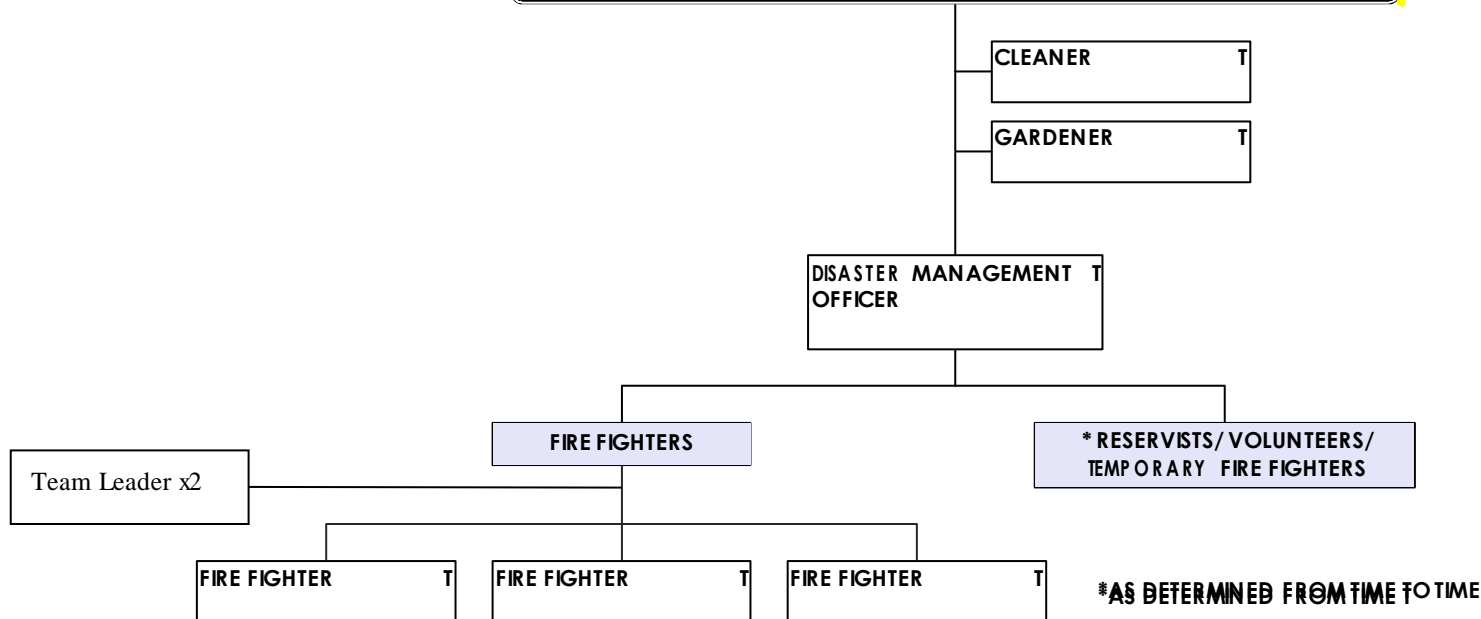 CLEANER T
GARDENER T
DISASTER MANAGEMENT T
OFFICER
FIRE FIGHTERS
* RESERVISTS/ VOLUNTEERS/
TEMPORARY FIRE FIGHTERS
Team Leader x2
FIRE FIGHTER T
FIRE FIGHTER T
FIRE FIGHTER T
*AS DETERMINED FROM TIME TO TIME